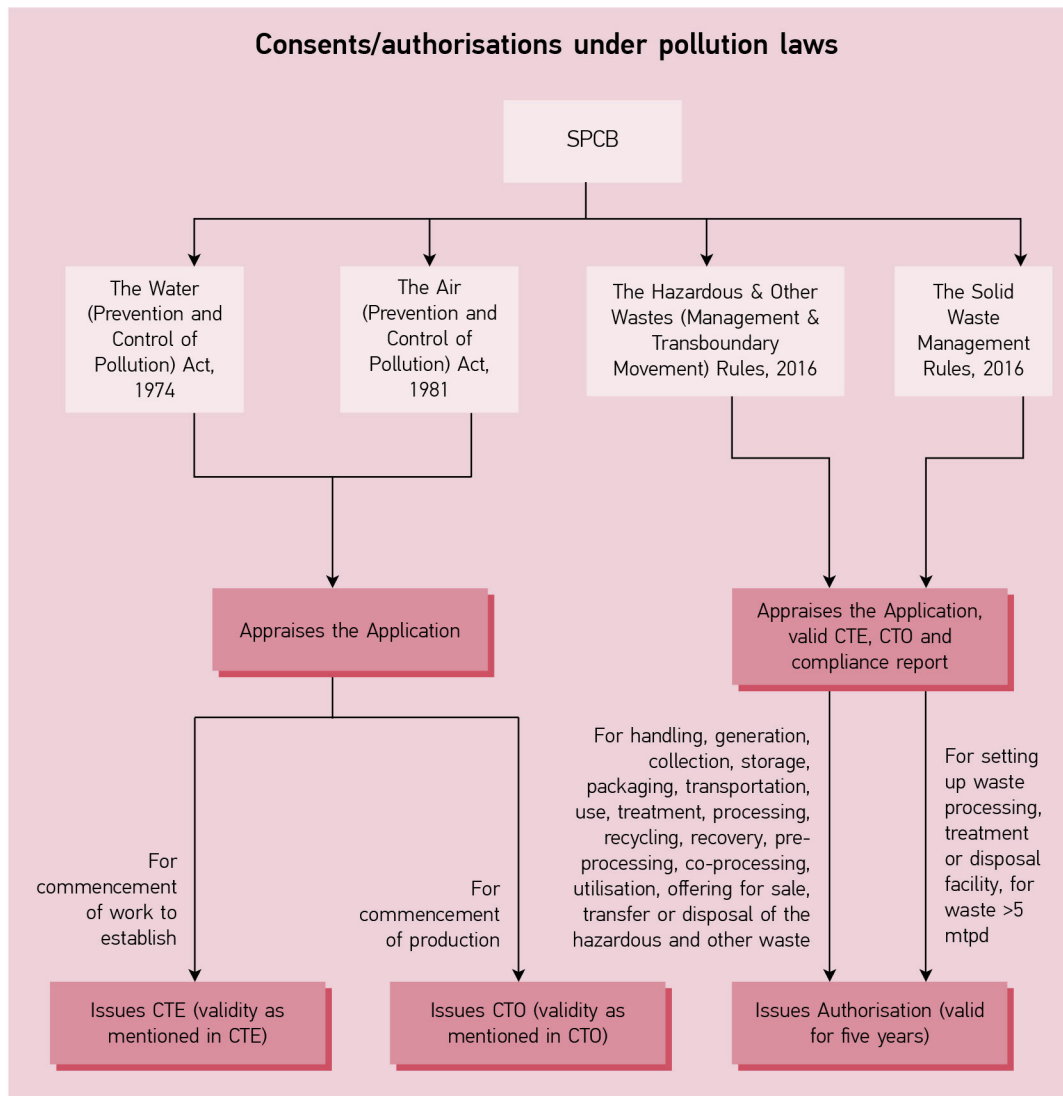 Consents/authorisations under pollution laws
SPCB
The Water
(Prevention and
Control of
Pollution) Act,
1974
The Air
(Prevention and
Control of
Pollution) Act,
1981
The Hazardous & Other
Wastes (Management &
Transboundary
Movement) Rules, 2016
The Solid
Waste
Management
Rules, 2016
Appraises the Application
Appraises the Application,
valid CTE, CTO and
compliance report
For
commencement
of work to
establish
For
commencement
of production
For handling, generation,
collection, storage,
packaging, transportation,
use, treatment, processing,
recycling, recovery, pre-
processing, co-processing,
utilisation, offering for sale,
transfer or disposal of the
hazardous and other waste
For setting
up waste
processing,
treatment
or disposal
facility, for
waste >5
mtpd
Issues CTE (validity as
mentioned in CTE)
Issues CTO (validity as
mentioned in CTO)
Issues Authorisation (valid
for five years)